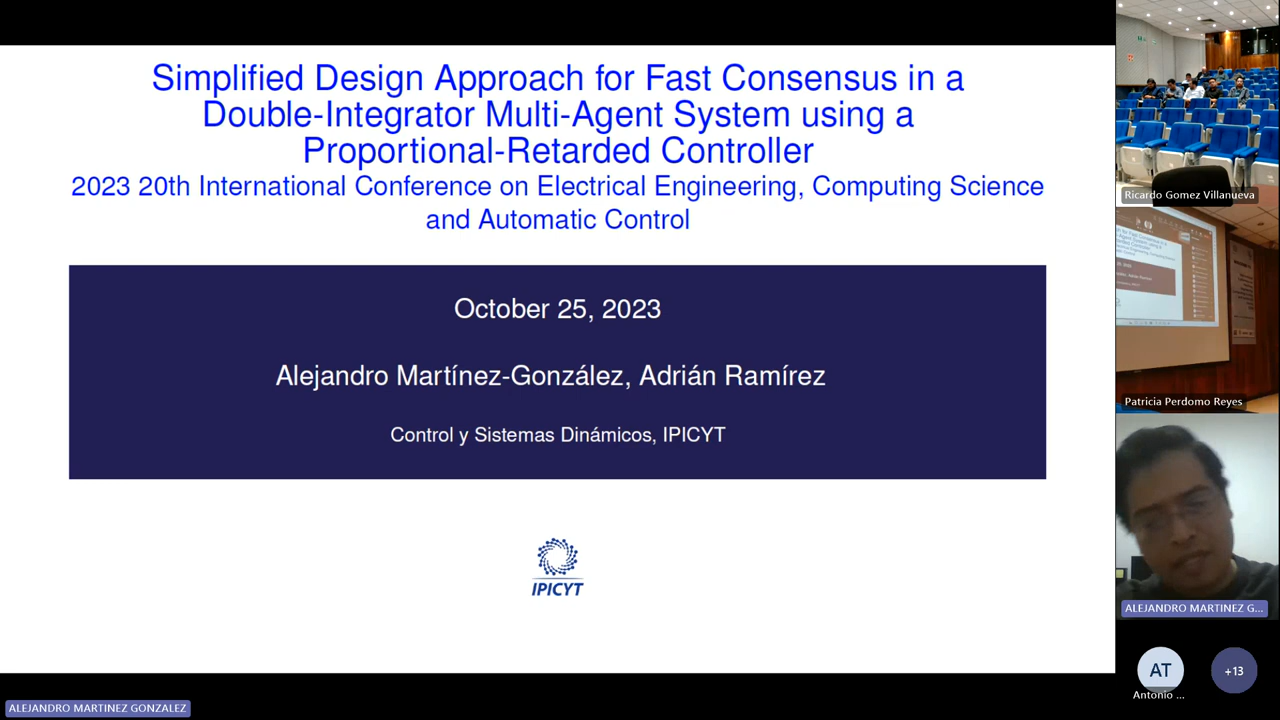 Simplified Design Approach for Fast Consensus in a
Double-Integrator Multi-Agent System using a
Proportional-Retarded Controller
2023 20th International Conference on Electrical Engineering, Computing Science
and Automatic Control
October 25, 2023
Alejandro Martínez-González, Adrián Ramírez
Control y Sistemas Dinámicos, IPICYT
IPICYT
ALEJANDRO MARTINEZ GONZALEZ
Ricardo Gomez Villanueva
Patricia Perdomo Reyes
ALEJANDRO MARTINEZ G...
AT
Antonio ...
+13